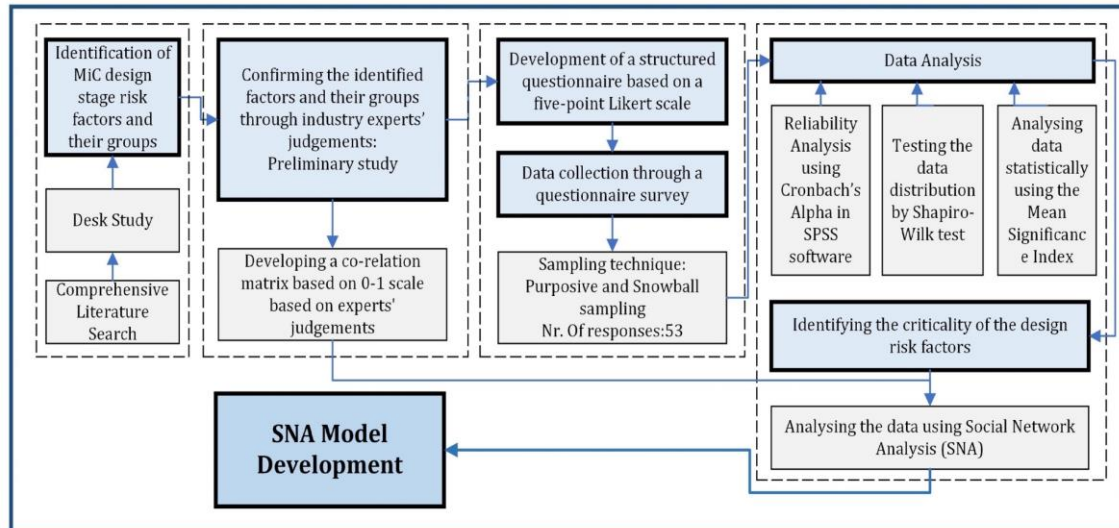 Identification of
MiC design
stage risk
factors and
their groups
Desk Study
Comprehensive
Literature
Search
Confirming the identified
factors and their groups
through industry experts'
judgements:
Preliminary study
Developing a co-relation
matrix based on 0-1 scale
based on experts'
judgements
Development of a structured
questionnaire based on a
five-point Likert scale
Data collection through a
questionnaire survey
Sampling technique:
Purposive and Snowball
sampling
Nr. Of responses:53
Data Analysis
Reliability
Analysis
using
Cronbach's
Alpha in
SPSS
software
Testing the
data
distribution
by Shapiro-
Wilk test
Analysing
data
statistically
using the
Mean
Significanc
e Index
Identifying the criticality of the design
risk factors
Analysing the data using Social Network
Analysis (SNA)
SNA Model
Development